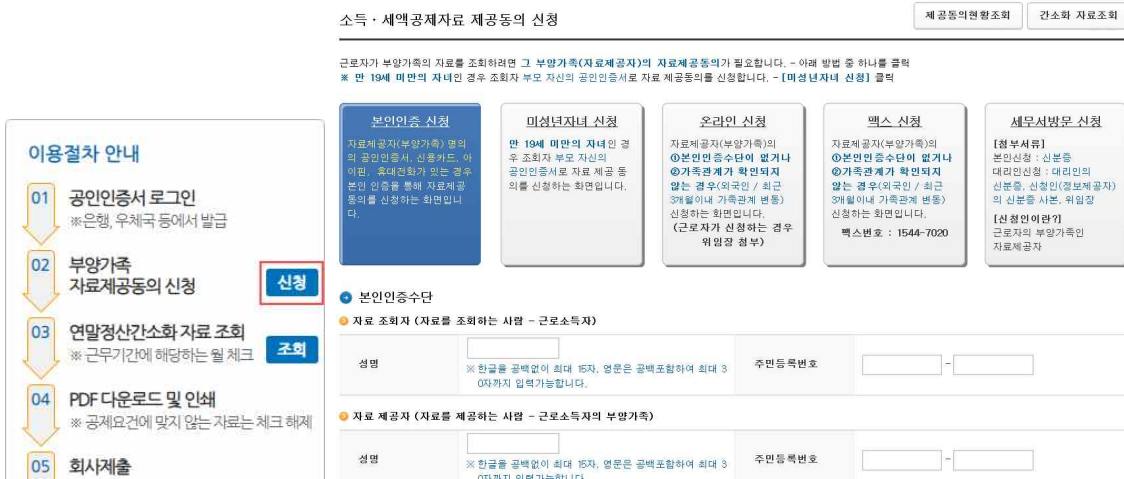 소득ㆍ세액공제자료 제공동의 신청
제공동의현황조회
간소화 자료조회
근로자가 부양가족의 자료를 조회하려면 그 부양가족(자료제공자)의 자료제공동의가 필요합니다. - 아래 방법 중 하나를 클릭
※ 만 19세 미만의 자녀인 경우 조회자 부모 자신의 공인인증서로 자료 제공동의를 신청합니다. - [미성년자녀 신청] 클릭
이용절차 안내
01 공인인증서 로그인
※은행, 우체국 등에서 발급
02 부양가족
자료제공동의 신청
신청
03 연말정산간소화 자료 조회
※ 근무기간에 해당하는 월 체크
조회
04 PDF 다운로드 및 인쇄
※ 공제요건에 맞지 않는 자료는 체크 해제
05 회사제출
본인인증 신청
자료제공자(부양가족) 명의
의 공인인증서, 신용카드, 아
이핀, 휴대전화가 있는 경우
본인 인증을 통해 자료제공
동의를 신청하는 화면입니
다.
미성년자녀 신청
만 19세 미만의 자녀인 경
우 조회자 부모 자신의
공인인증서로 자료 제공 동
의를 신청하는 화면입니다.
온라인 신청
자료제공자(부양가족)의
①본인인증수단이 없거나
②가족관계가 확인되지
않는 경우(외국인 / 최근
3개월이내 가족관계 변동)
신청하는 화면입니다.
(근로자가 신청하는 경우
위임장 첨부)
팩스 신청
자료제공자(부양가족)의
①본인인증수단이 없거나
②가족관계가 확인되지
않는 경우(외국인 / 최근
3개월이내 가족관계 변동)
신청하는 화면입니다.
팩스번호 : 1544-7020
세무서방문 신청
[첨부서류]
본인신청 : 신분증
대리인신청 : 대리인의
신분증, 신청인(정보제공자)
의 신분증 사본, 위임장
[신청인이란?]
근로자의 부양가족인
자료제공자
본인인증수단
자료 조회자 (자료를 조회하는 사람 - 근로소득자)
성명
※ 한글을 공백없이 최대 15자, 영문은 공백포함하여 최대 3
0자까지 입력가능합니다.
주민등록번호
-
자료 제공자 (자료를 제공하는 사람 - 근로소득자의 부양가족)
성명
※ 한글을 공백없이 최대 15자, 영문은 공백포함하여 최대 3
0자까지 입력가능합니다.
주민등록번호
-